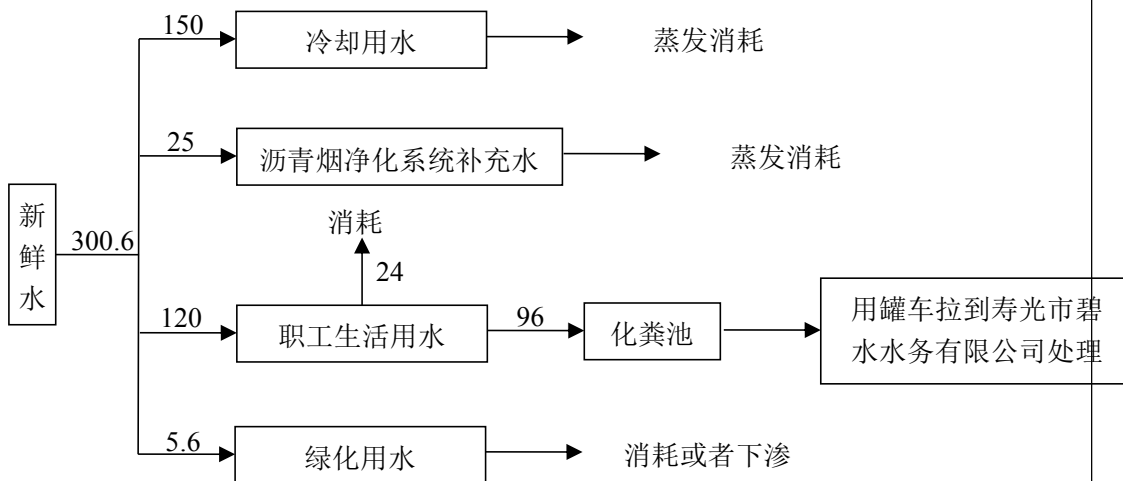 150
冷却用水
蒸发消耗
25
沥青烟净化系统补充水
蒸发消耗
新
鲜
水
300.6
消耗
24
120
职工生活用水
96
化粪池
用罐车拉到寿光市碧
水水务有限公司处理
5.6
绿化用水
消耗或者下渗